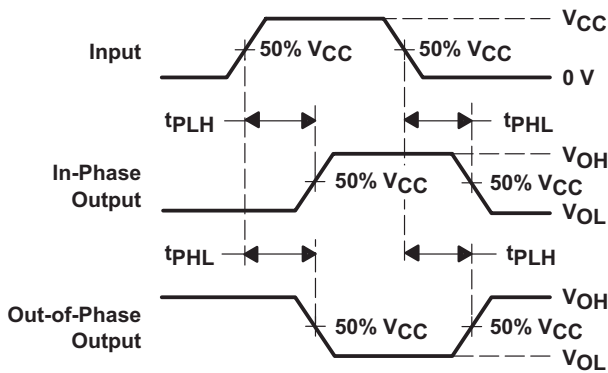 VCC
Input
50% VCC
50% VCC
0 V
tPLH
tPHL
VOH
In-Phase
Output
50% VCC
50% VCC
VOL
tPHL
tPLH
VOH
Out-of-Phase
Output
50% VCC
50% VCC
VOL